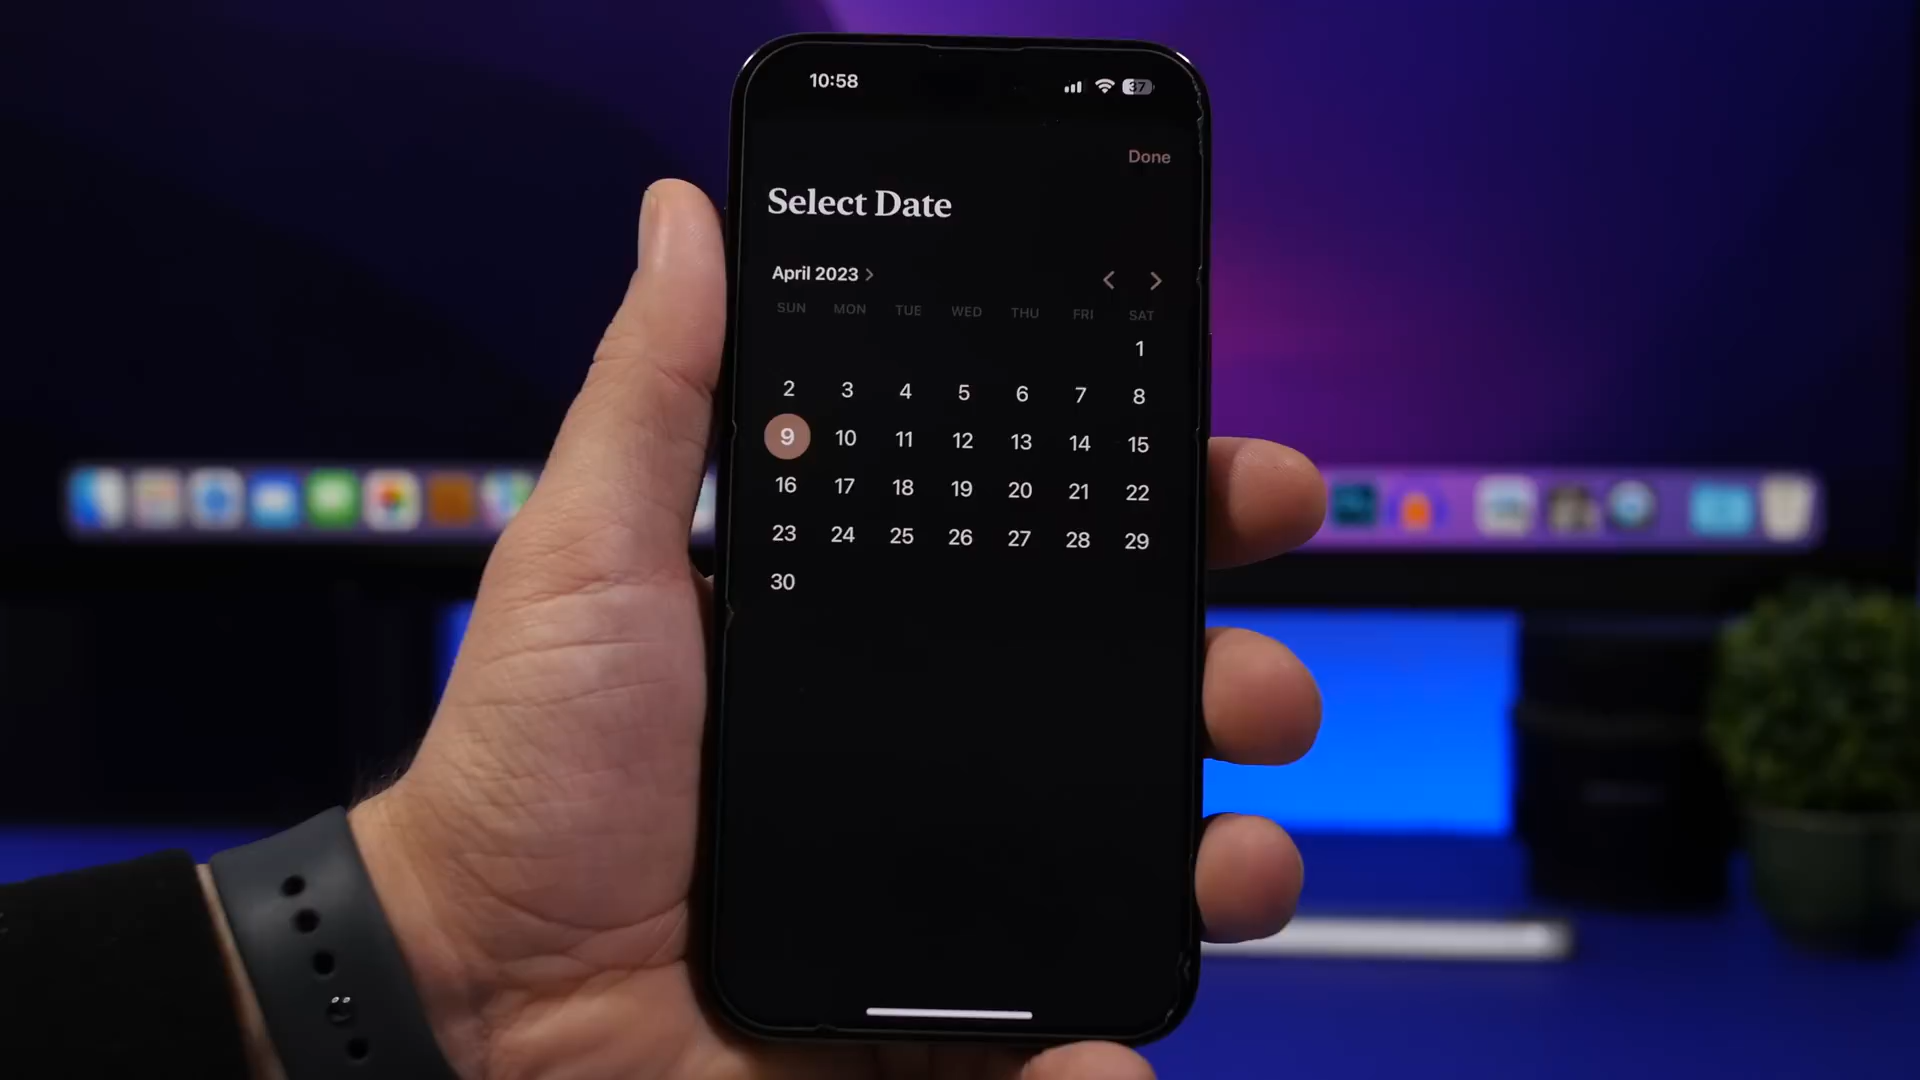 10:58
37
Done
Select Date
April 2023
SUN MON TUE WED THU FRI SAT
1
2 3 4 5 6 7 8
9 10 11 12 13 14 15
16 17 18 19 20 21 22
23 24 25 26 27 28 29
30